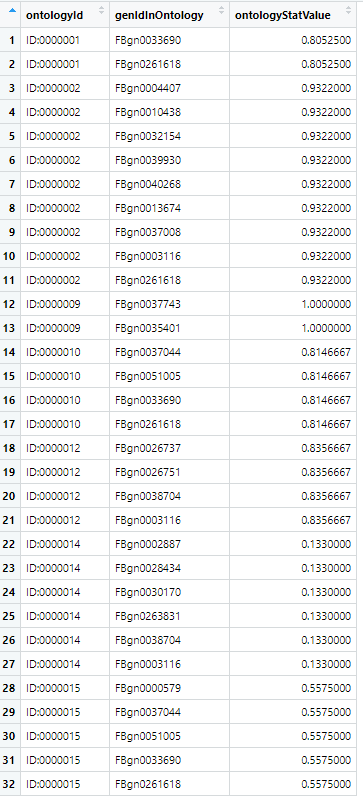 ontologyId genIdInOntology ontologyStatValue
1 ID:0000001 FBgn0033690 0.8052500
2 ID:0000001 FBgn0261618 0.8052500
3 ID:0000002 FBgn0004407 0.9322000
4 ID:0000002 FBgn0010438 0.9322000
5 ID:0000002 FBgn0032154 0.9322000
6 ID:0000002 FBgn0039930 0.9322000
7 ID:0000002 FBgn0040268 0.9322000
8 ID:0000002 FBgn0013674 0.9322000
9 ID:0000002 FBgn0037008 0.9322000
10 ID:0000002 FBgn0003116 0.9322000
11 ID:0000002 FBgn0261618 0.9322000
12 ID:0000009 FBgn0037743 1.0000000
13 ID:0000009 FBgn0035401 1.0000000
14 ID:0000010 FBgn0037044 0.8146667
15 ID:0000010 FBgn0051005 0.8146667
16 ID:0000010 FBgn0033690 0.8146667
17 ID:0000010 FBgn0261618 0.8146667
18 ID:0000012 FBgn0026737 0.8356667
19 ID:0000012 FBgn0026751 0.8356667
20 ID:0000012 FBgn0038704 0.8356667
21 ID:0000012 FBgn0003116 0.8356667
22 ID:0000014 FBgn0002887 0.1330000
23 ID:0000014 FBgn0028434 0.1330000
24 ID:0000014 FBgn0030170 0.1330000
25 ID:0000014 FBgn0263831 0.1330000
26 ID:0000014 FBgn0038704 0.1330000
27 ID:0000014 FBgn0003116 0.1330000
28 ID:0000015 FBgn0000579 0.5575000
29 ID:0000015 FBgn0037044 0.5575000
30 ID:0000015 FBgn0051005 0.5575000
31 ID:0000015 FBgn0033690 0.5575000
32 ID:0000015 FBgn0261618 0.5575000